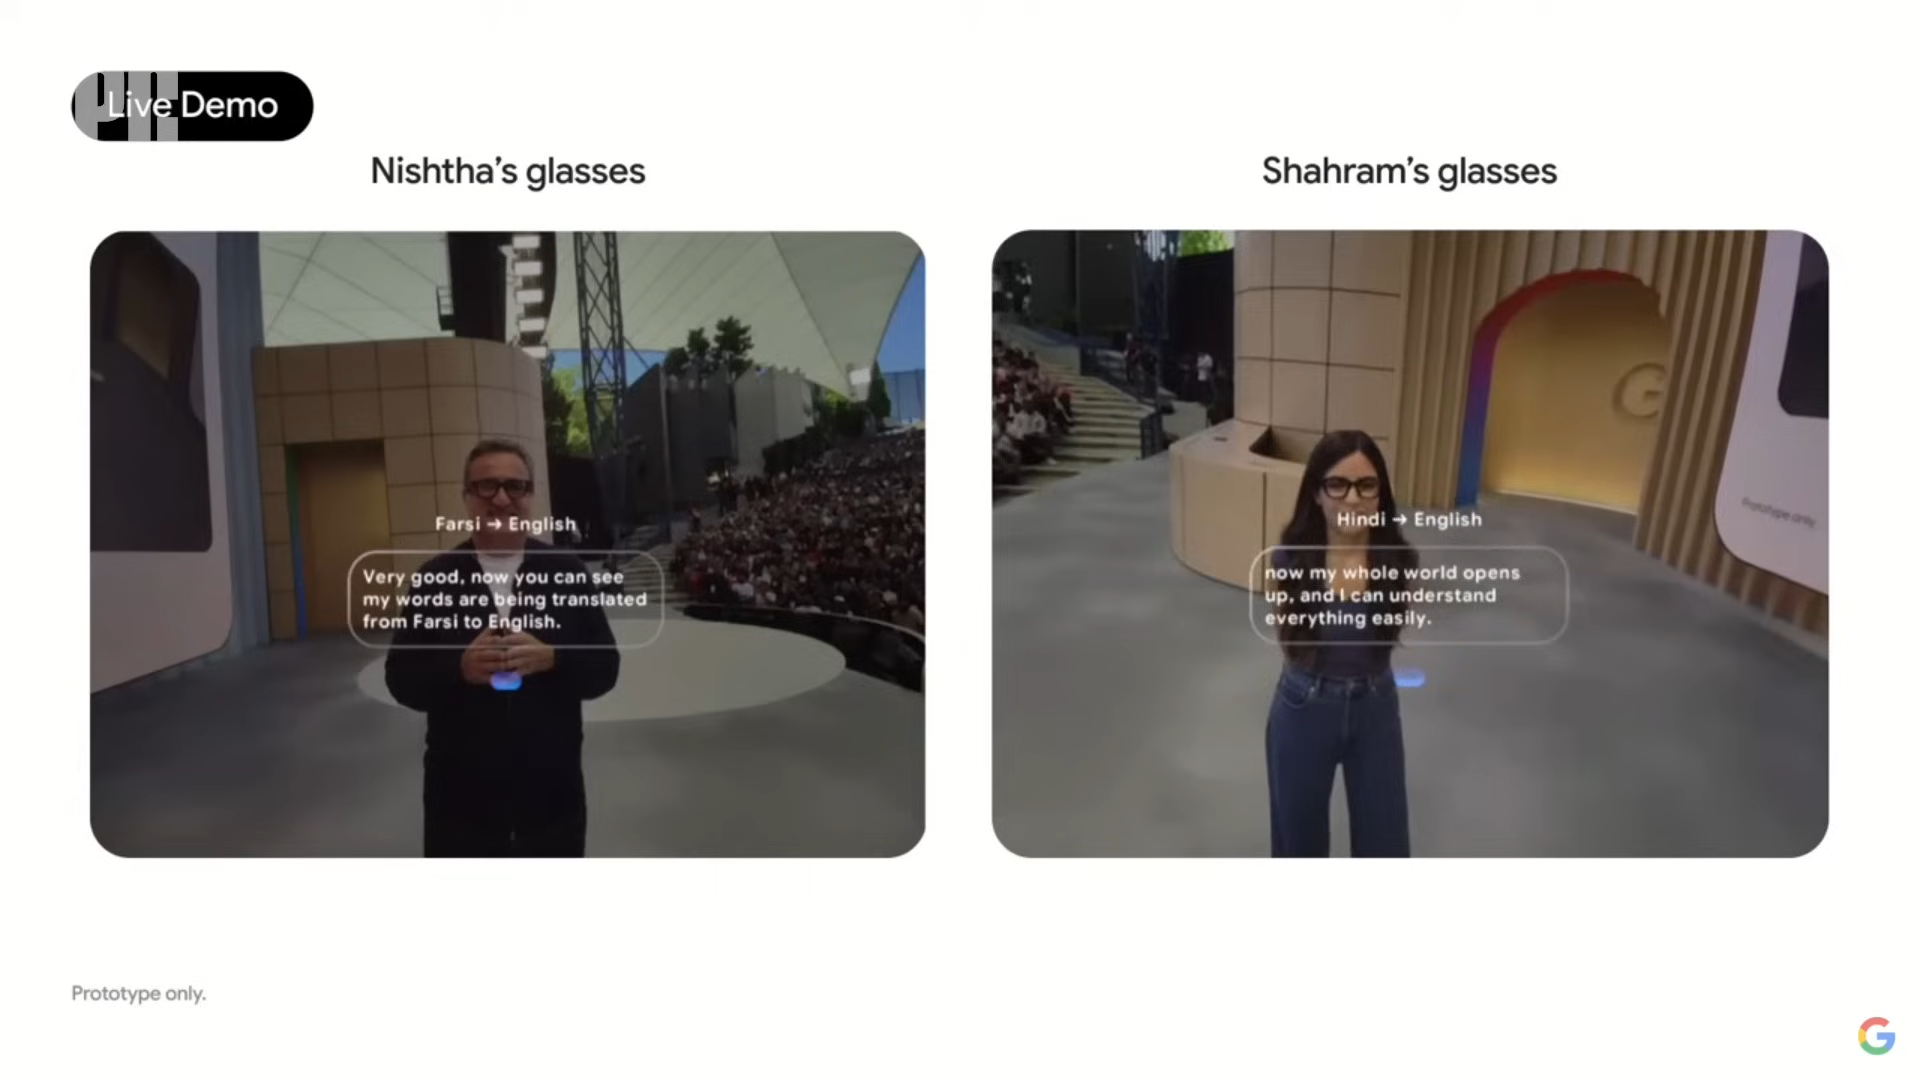 Live Demo
Nishtha's glasses
Shahram's glasses
Farsi → English
Very good, now you can see
my words are being translated
from Farsi to English.
Hindi → English
now my whole world opens
up, and I can understand
everything easily.
Prototype only.
Prototype only.